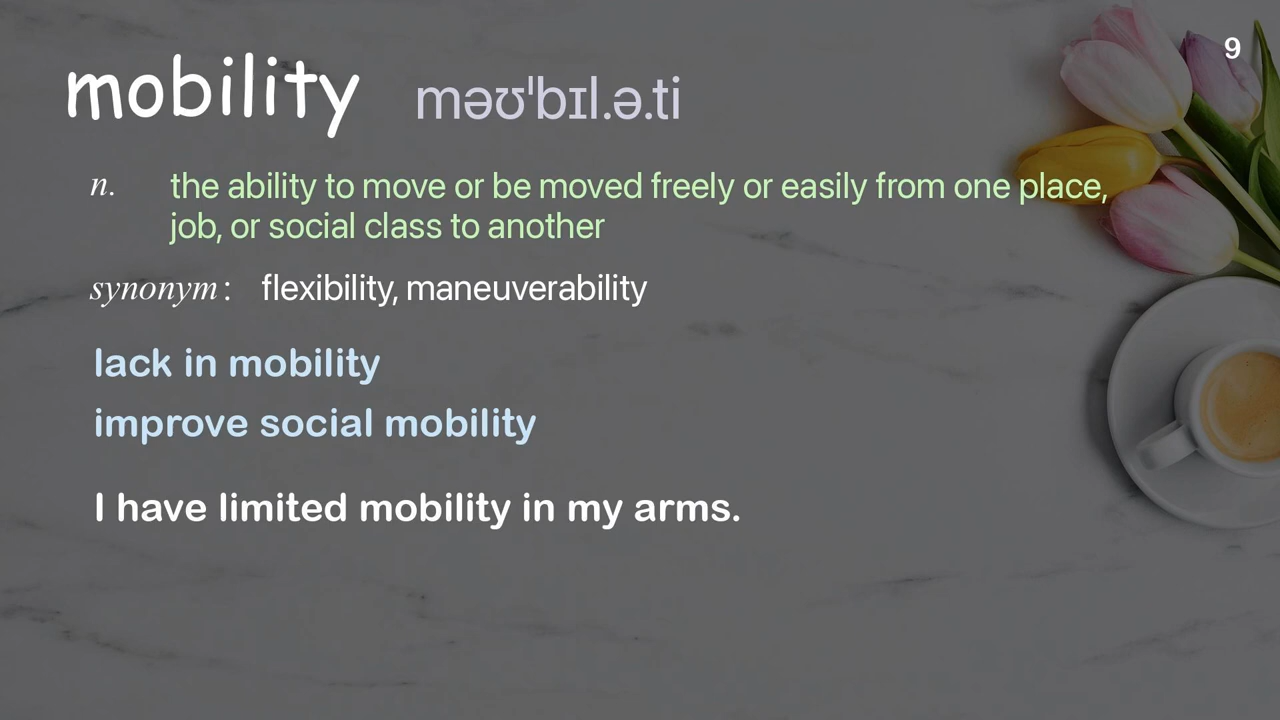 9
mobility məʊˈbɪl.ə.ti
n. the ability to move or be moved freely or easily from one place,
job, or social class to another
synonym: flexibility, maneuverability
lack in mobility
improve social mobility
I have limited mobility in my arms.